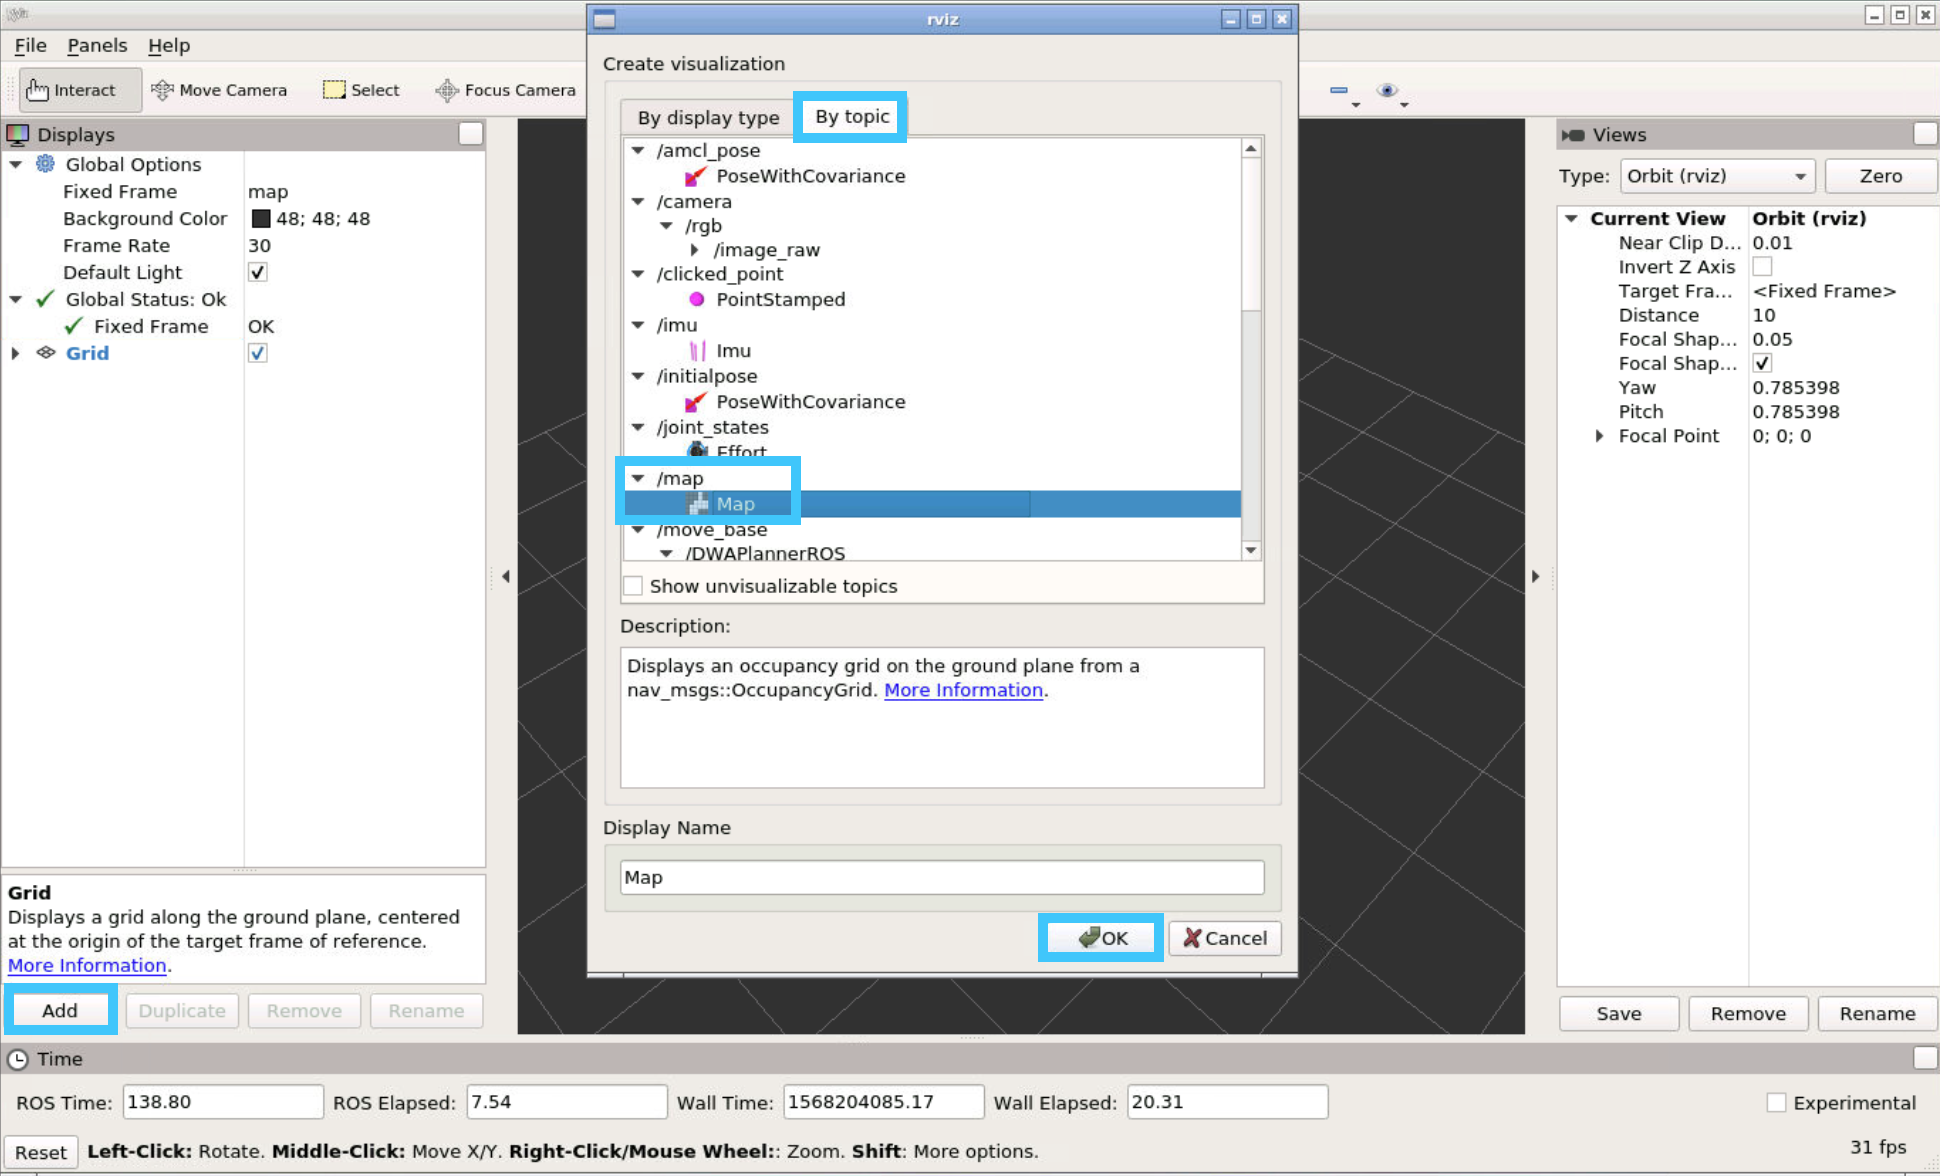 rviz
File Panels Help
Interact Move Camera Select Focus Camera
Displays
Global Options
Fixed Frame map
Background Color 48; 48; 48
Frame Rate 30
Default Light
Global Status: Ok
Fixed Frame OK
Grid
Grid
Displays a grid along the ground plane, centered
at the origin of the target frame of reference.
More Information.
Add Duplicate Remove Rename
Create visualization
By display type By topic
/amcl_pose
PoseWithCovariance
/camera
/rgb
/image_raw
/clicked_point
PointStamped
/imu
Imu
/initialpose
PoseWithCovariance
/joint_states
Effort
/map
Map
/move_base
/DWAPlannerROS
Show unvisualizable topics
Description:
Displays an occupancy grid on the ground plane from a
nav_msgs::OccupancyGrid. More Information.
Display Name
Map
OK Cancel
Views
Type: Orbit (rviz) Zero
Current View Orbit (rviz)
Near Clip D... 0.01
Invert Z Axis
Target Fra... <Fixed Frame>
Distance 10
Focal Shap... 0.05
Focal Shap...
Yaw 0.785398
Pitch 0.785398
Focal Point 0; 0; 0
Save Remove Rename
Time
ROS Time: 138.80 ROS Elapsed: 7.54 Wall Time: 1568204085.17 Wall Elapsed: 20.31 Experimental
Reset Left-Click: Rotate. Middle-Click: Move X/Y. Right-Click/Mouse Wheel:: Zoom. Shift: More options. 31 fps